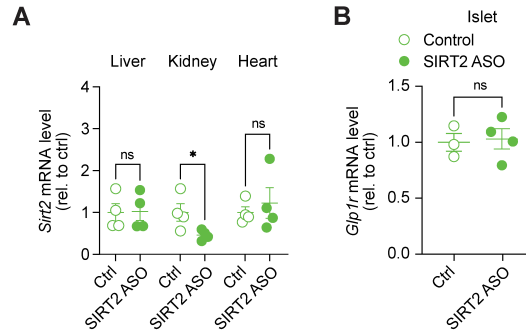 A
Liver
Kidney
Heart
Sirt2 mRNA level
(rel. to ctrl)
4
3
2
1
0
ns
*
ns
Ctrl
SIRT2 ASO
Ctrl
SIRT2 ASO
Ctrl
SIRT2 ASO
B
Islet
Control
SIRT2 ASO
Glp1r mRNA level
(rel. to ctrl)
1.5
1.0
0.5
0.0
ns
Ctrl
SIRT2 ASO